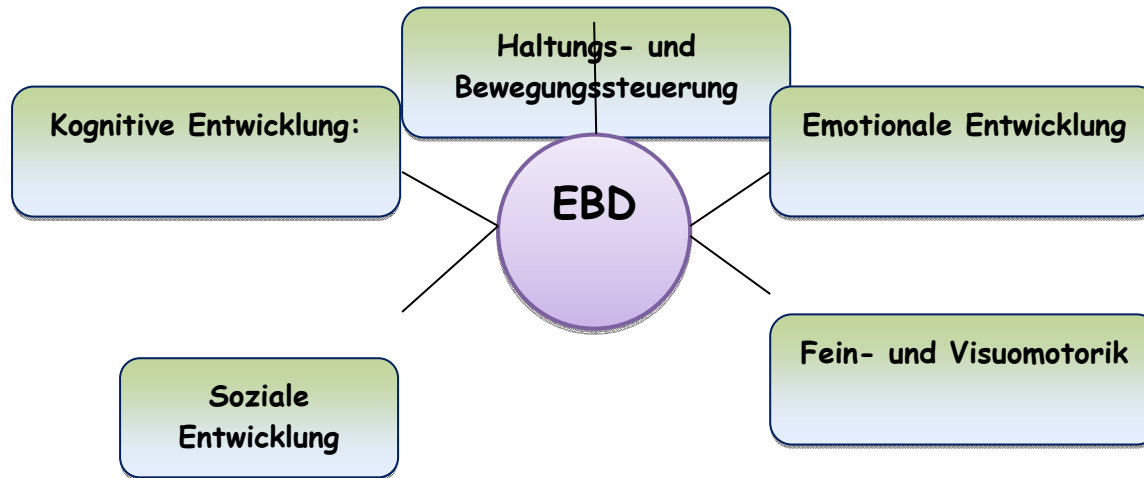 Haltungs- und
Bewegungssteuerung
Kognitive Entwicklung:
Emotionale Entwicklung
EBD
Fein- und Visuomotorik
Soziale
Entwicklung